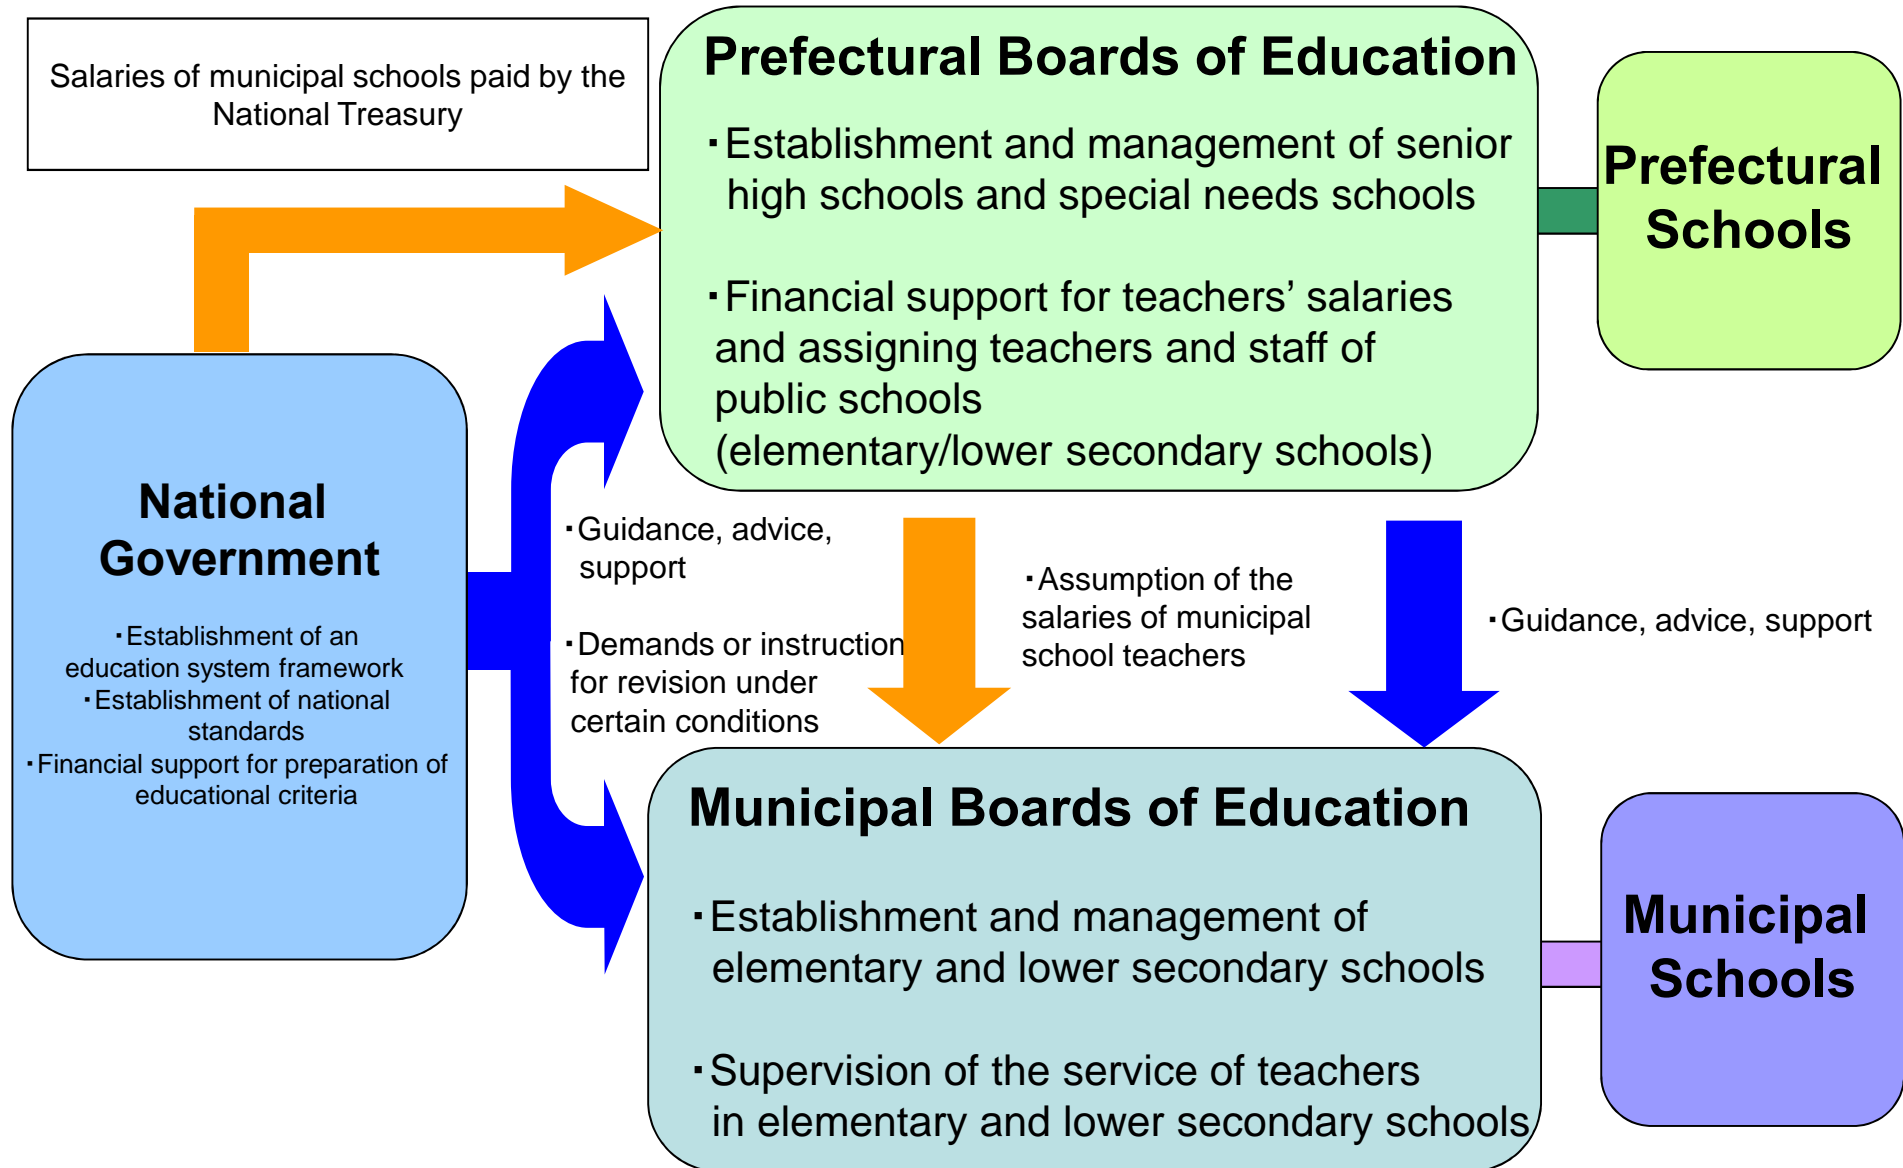 Salaries of municipal schools paid by the
National Treasury
Prefectural Boards of Education
・Establishment and management of senior
high schools and special needs schools
・Financial support for teachers’ salaries
and assigning teachers and staff of
public schools
(elementary/lower secondary schools)
Prefectural
Schools
National
Government
・Establishment of an
education system framework
・Establishment of national
standards
・Financial support for preparation of
educational criteria
・Guidance, advice,
support
・Demands or instruction
for revision under
certain conditions
・Assumption of the
salaries of municipal
school teachers
・Guidance, advice, support
Municipal Boards of Education
・Establishment and management of
elementary and lower secondary schools
・Supervision of the service of teachers
in elementary and lower secondary schools
Municipal
Schools